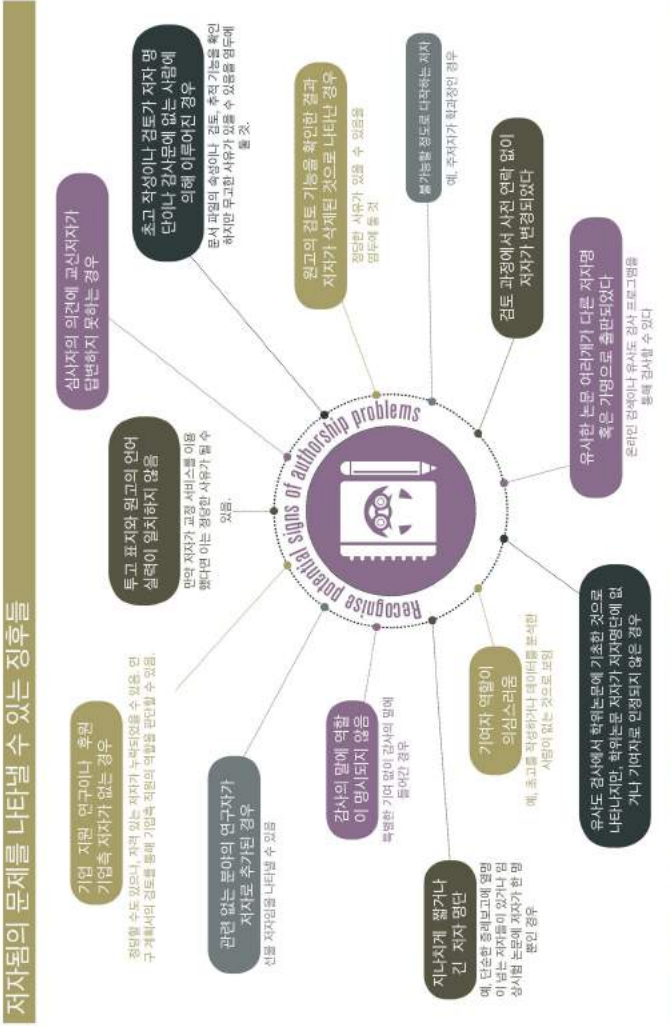 저자됨의 문제를 나타낼 수 있는 징후들
기업 지원 연구이나 후원
기업측 저자가 없는 경우
정당할 수도 있으나, 자격 있는 저자가 누락되었을 수 있음. 연
구 계획서의 검토를 통해 기업측 직원의 역할을 판단할 수 있음.
투고 표지와 원고의 언어
실력이 일치하지 않음
만약 저자가 교정 서비스를 이용
했다면 이는 정당한 사유가 될 수
있음.
심사자의 의견에 교신저자가
답변하지 못하는 경우
초고 작성이나 검토가 저자 명
단이나 감사문에 없는 사람에
의해 이루어진 경우
문서 파일의 속성이나 검토, 추적 기능을 확인
하지만 무고한 사유가 있을 수 있음을 염두에
둘 것.
관련 없는 분야의 연구자가
저자로 추가된 경우
선물 저자임을 나타낼 수 있음
원고의 검토 기능을 확인한 결과
저자가 삭제된 것으로 나타난 경우
정당한 사유가 있을 수 있음을
염두에 둘 것
감사의 말에 역할
이 명시되지 않음
특별한 기여 없이 감사의 말에
들어간 경우
Recognise potential signs of authorship problems
불가능할 정도로 다작하는 저자
예, 주저자가 학과장인 경우
지나치게 짧거나
긴 저자 명단
예, 단순한 증례보고에 열명
이 넘는 저자들이 있거나 임
상시험 논문에 저자가 한 명
뿐인 경우
기여자 역할이
의심스러움
예, 초고를 작성하거나 데이터를 분석한
사람이 없는 것으로 보임
검토 과정에서 사전 연락 없이
저자가 변경되었다
유사도 검사에서 학위논문에 기초한 것으로
나타나지만, 학위논문 저자가 저자명단에 없
거나 기여자로 인정되지 않은 경우
유사한 논문 여러개가 다른 저자명
혹은 가명으로 출판되었다
온라인 검색이나 유사도 검사 프로그램을
통해 검사할 수 있다